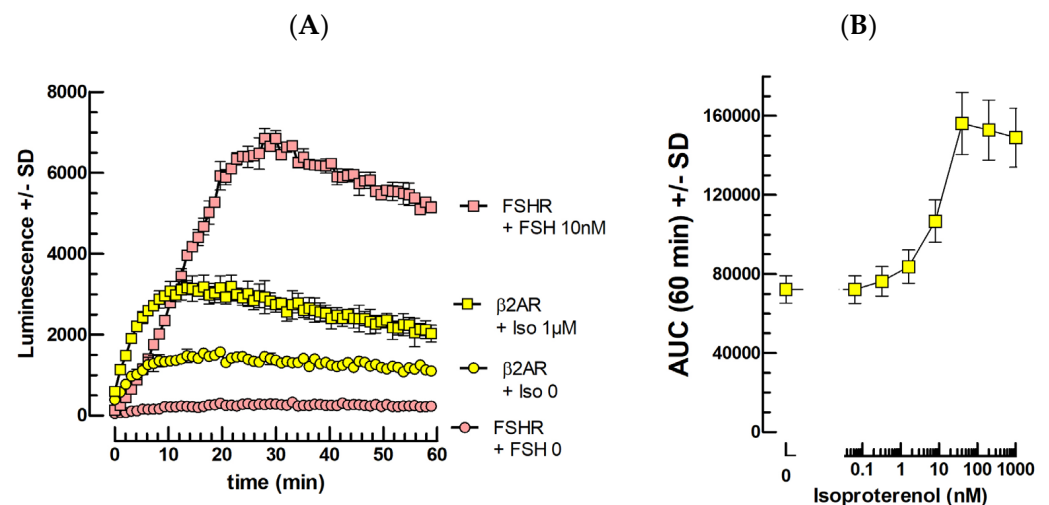 (A)
(B)
Luminescence +/- SD
8000
6000
4000
2000
0
0
10
20
30
40
50
60
time (min)
FSHR
+ FSH 10nM
β2AR
+ Iso 1µM
β2AR
+ Iso 0
FSHR
+ FSH 0
AUC (60 min) +/- SD
160000
120000
80000
40000
0
0
0.1
1
10
100
1000
Isoproterenol (nM)